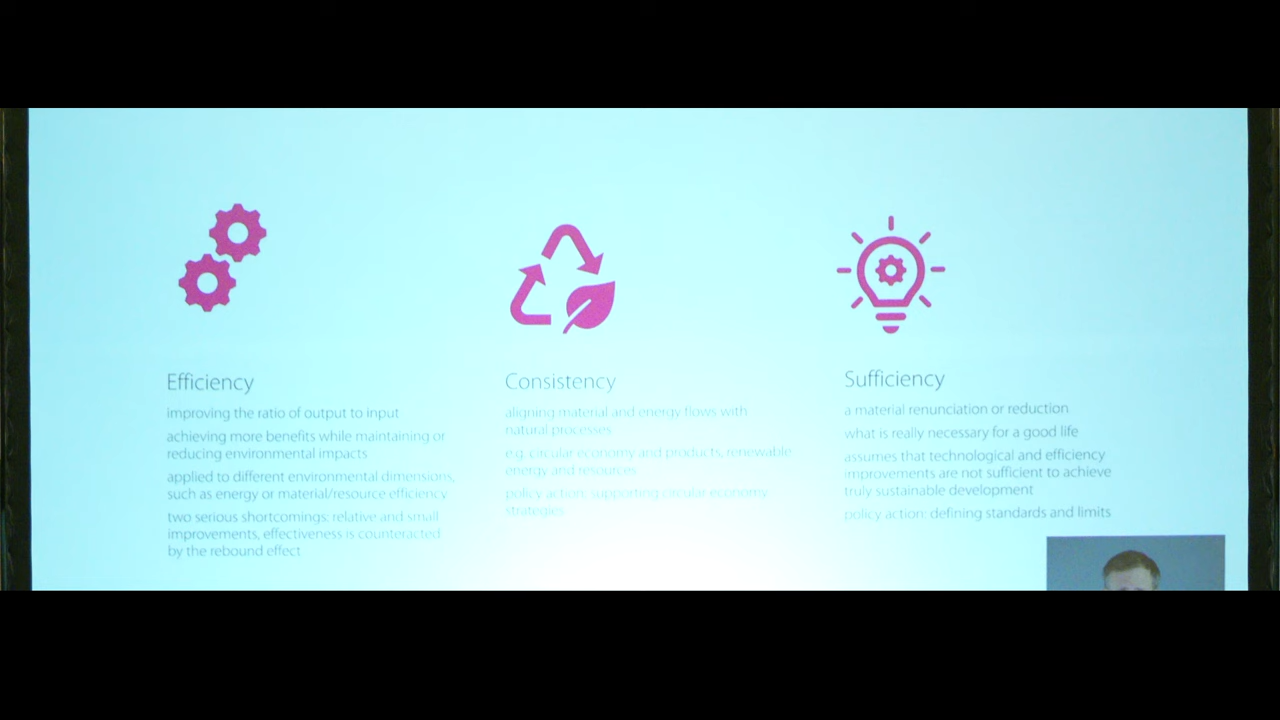 Efficiency
improving the ratio of output to input
achieving more benefits while maintaining or
reducing environmental impacts
applied to different environmental dimensions,
such as energy or material/resource efficiency
two serious shortcomings: relative and small
improvements, effectiveness is counteracted
by the rebound effect
Consistency
aligning material and energy flows with
natural processes
e.g. circular economy and products, renewable
energy and resources
policy action: supporting circular economy
strategies
Sufficiency
a material renunciation or reduction
what is really necessary for a good life
assumes that technological and efficiency
improvements are not sufficient to achieve
truly sustainable development
policy action: defining standards and limits